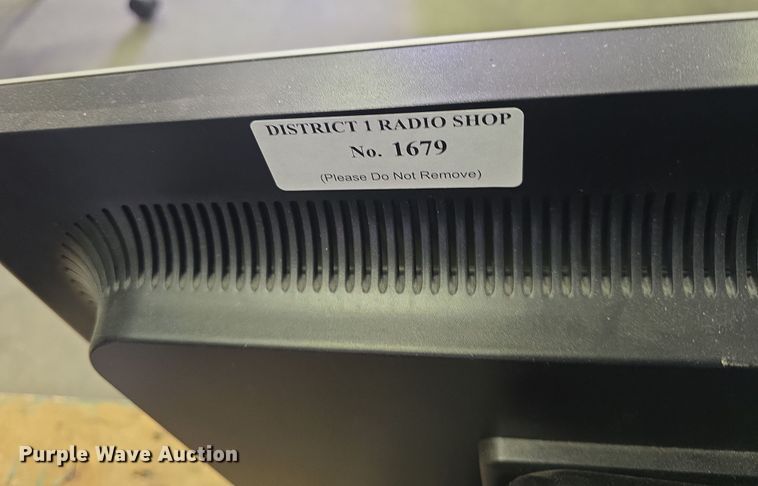 DISTRICT 1 RADIO SHOP
No. 1679
(Please Do Not Remove)
Purple Wave Auction